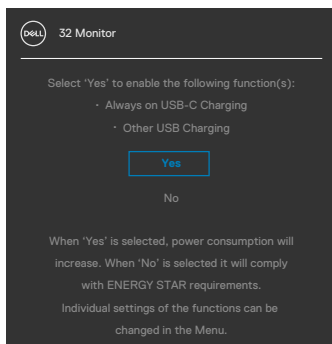 DELL
32 Monitor
Select 'Yes' to enable the following function(s):
· Always on USB-C Charging
· Other USB Charging
Yes
No
When 'Yes' is selected, power consumption will
increase. When 'No' is selected it will comply
with ENERGY STAR requirements.
Individual settings of the functions can be
changed in the Menu.